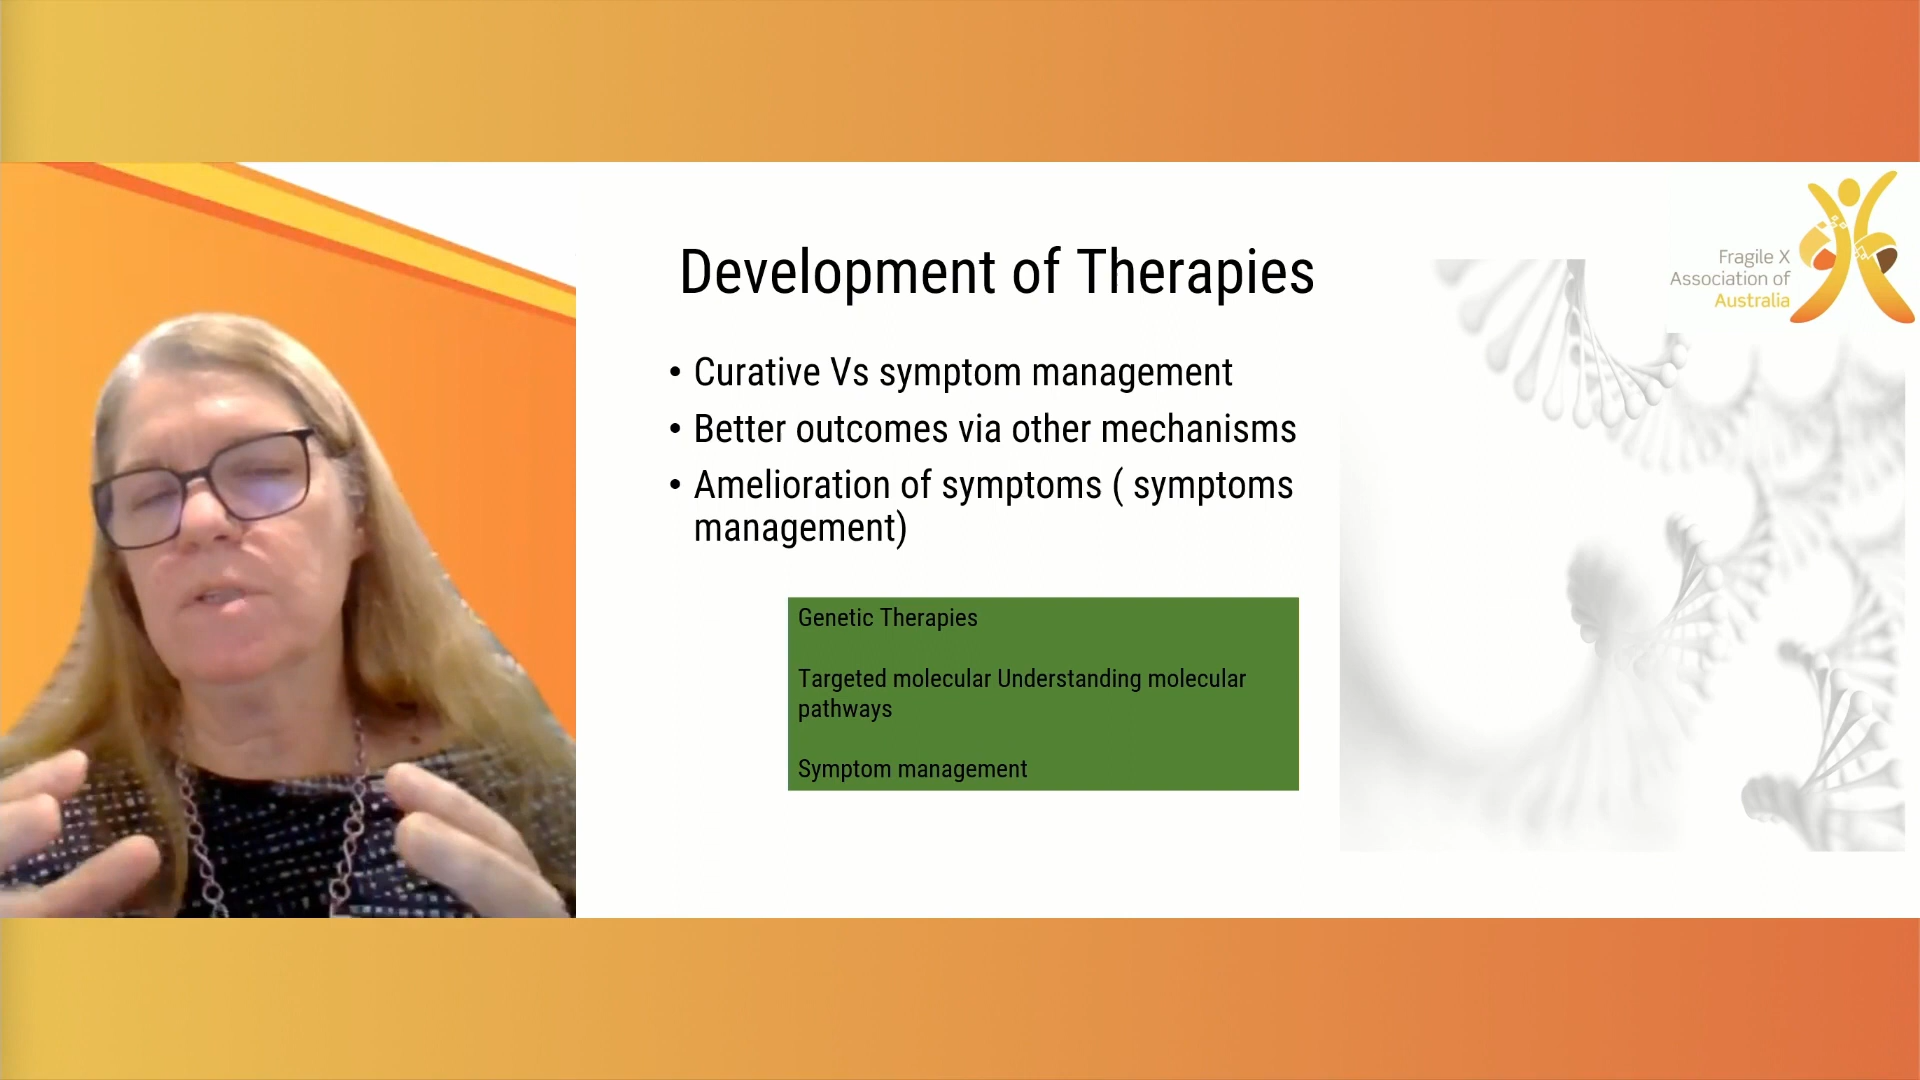 Development of Therapies
Fragile X
Association of
Australia
• Curative Vs symptom management
• Better outcomes via other mechanisms
• Amelioration of symptoms ( symptoms
management)
Genetic Therapies
Targeted molecular Understanding molecular
pathways
Symptom management